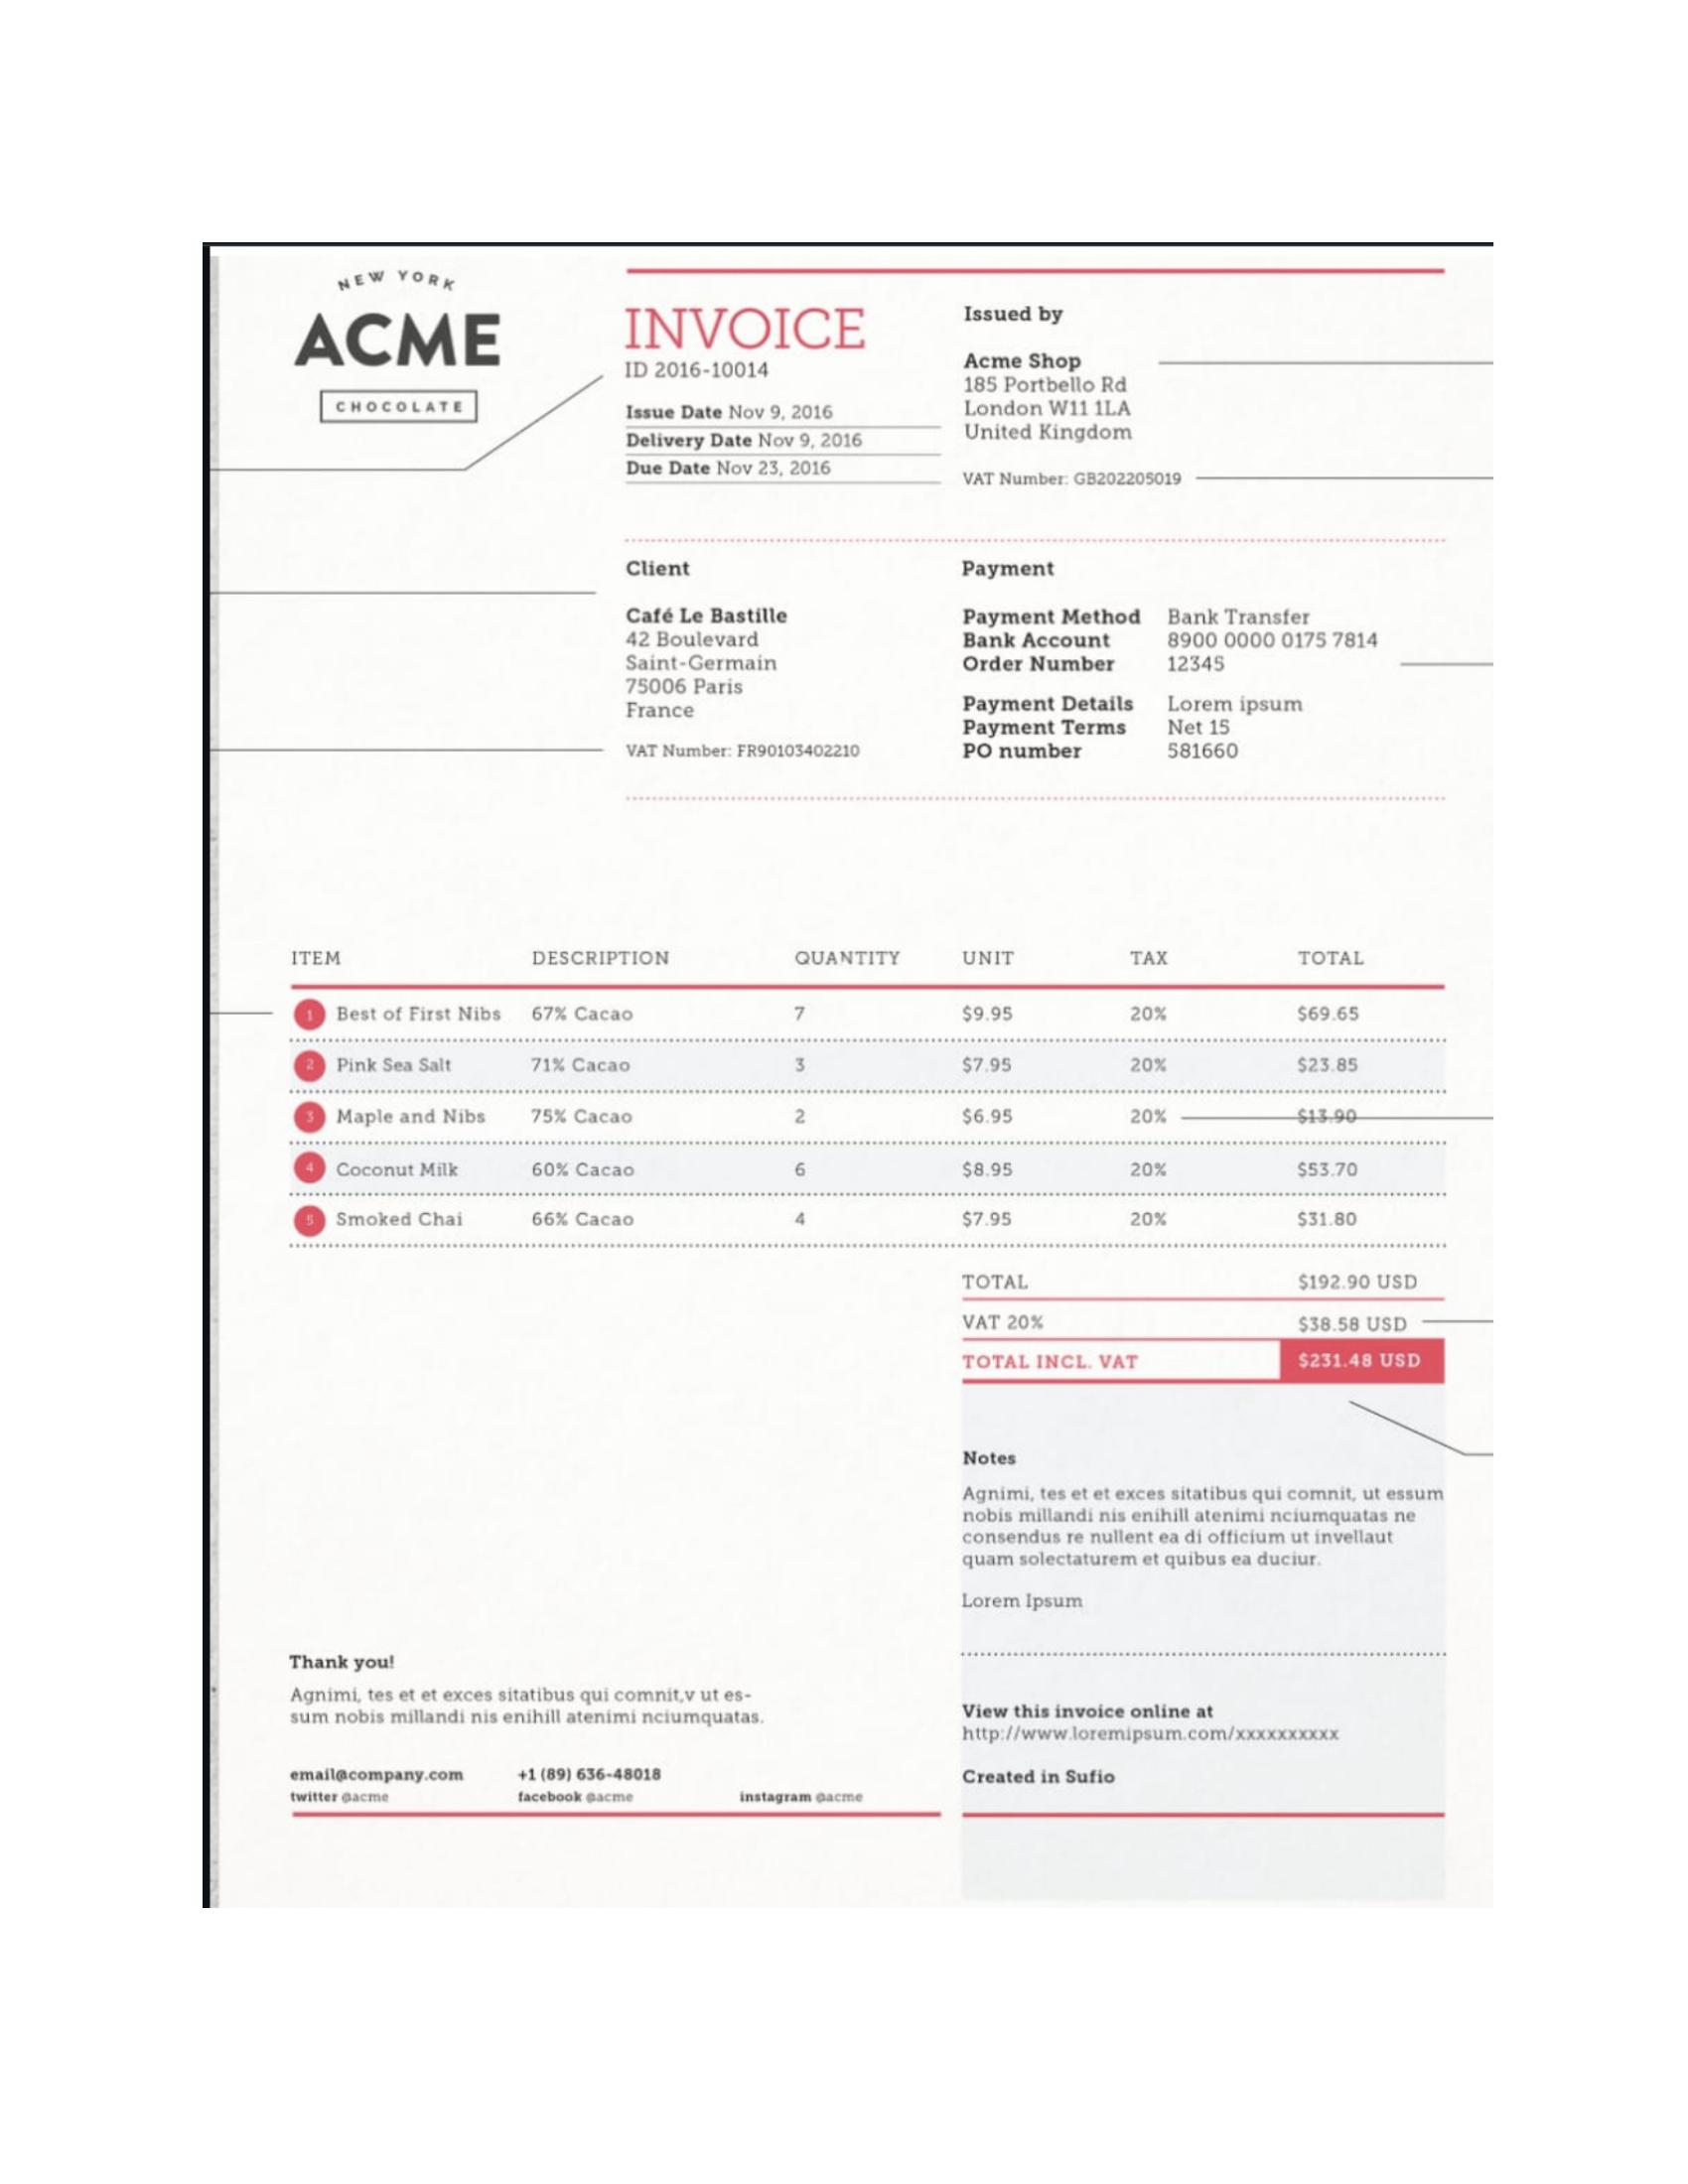 NEW YORK
ACME
CHOCOLATE
INVOICE
ID 2016-10014
Issue Date Nov 9, 2016
Delivery Date Nov 9, 2016
Due Date Nov 23, 2016
Issued by
Acme Shop
185 Portbello Rd
London W11 1LA
United Kingdom
VAT Number: GB202205019
Client
Café Le Bastille
42 Boulevard
Saint-Germain
75006 Paris
France
VAT Number: FR90103402210
Payment
Payment Method Bank Transfer
Bank Account 8900 0000 0175 7814
Order Number 12345
Payment Details Lorem ipsum
Payment Terms Net 15
PO number 581660
ITEM DESCRIPTION QUANTITY UNIT TAX TOTAL
1 Best of First Nibs 67% Cacao 7 $9.95 20% $69.65
2 Pink Sea Salt 71% Cacao 3 $7.95 20% $23.85
3 Maple and Nibs 75% Cacao 2 $6.95 20% $13.90
4 Coconut Milk 60% Cacao 6 $8.95 20% $53.70
5 Smoked Chai 66% Cacao 4 $7.95 20% $31.80
TOTAL $192.90 USD
VAT 20% $38.58 USD
TOTAL INCL. VAT $231.48 USD
Notes
Agnimi, tes et et exces sitatibus qui comnit, ut essum
nobis millandi nis enihill atenimi nciumquatas ne
consendus re nullent ea di officium ut invellaut
quam solectaturem et quibus ea duciur.
Lorem Ipsum
Thank you!
Agnimi, tes et et exces sitatibus qui comnit,v ut es-
sum nobis millandi nis enihill atenimi nciumquatas.
email@company.com +1 (89) 636-48018
twitter @acme facebook @acme instagram @acme
View this invoice online at
http://www.loremipsum.com/xxxxxxxxxx
Created in Sufio